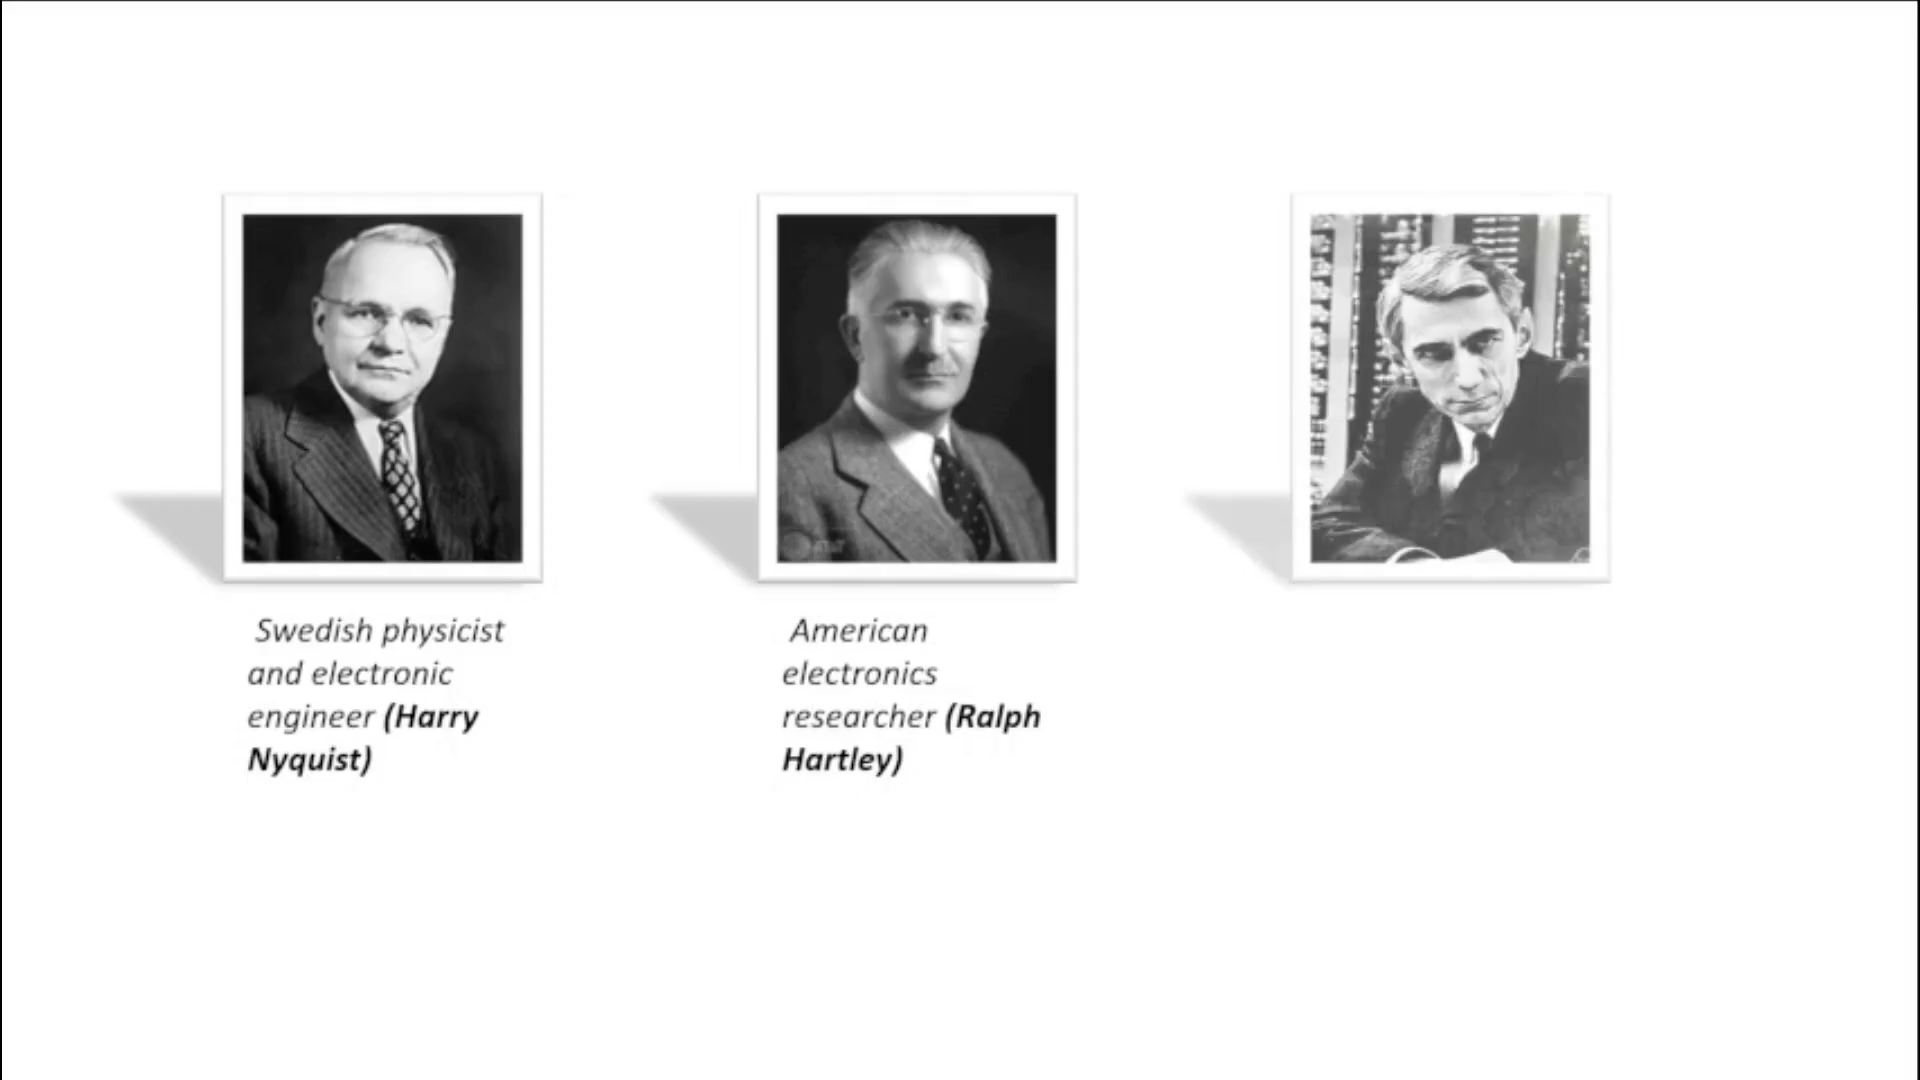 Swedish physicist
and electronic
engineer (Harry
Nyquist)
American
electronics
researcher (Ralph
Hartley)